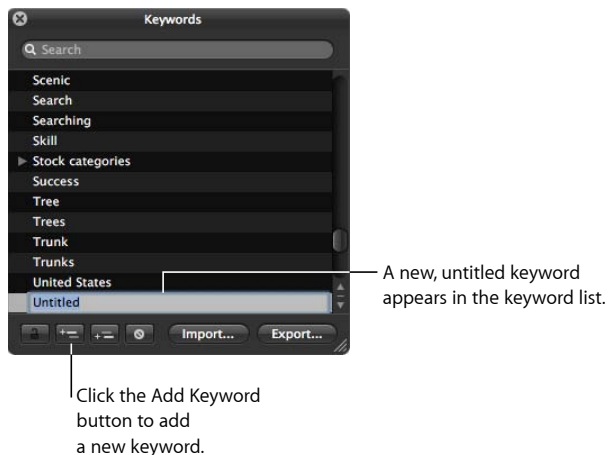 Keywords
Search
Scenic
Search
Searching
Skill
Stock categories
Success
Tree
Trees
Trunk
Trunks
United States
Untitled
A new, untitled keyword
appears in the keyword list.
Import... Export...
Click the Add Keyword
button to add
a new keyword.